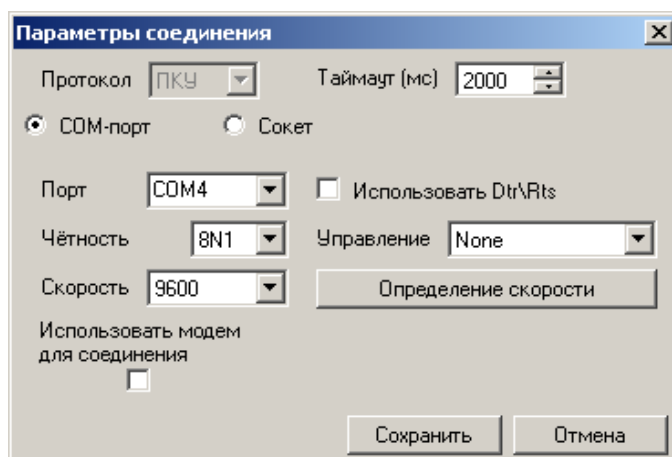 Параметры соединения
Протокол ПКУ Таймаут (мс) 2000
COM-порт Сокет
Порт COM4 Использовать Dtr\Rts
Чётность 8N1 Управление None
Скорость 9600 Определение скорости
Использовать модем
для соединения
Сохранить Отмена